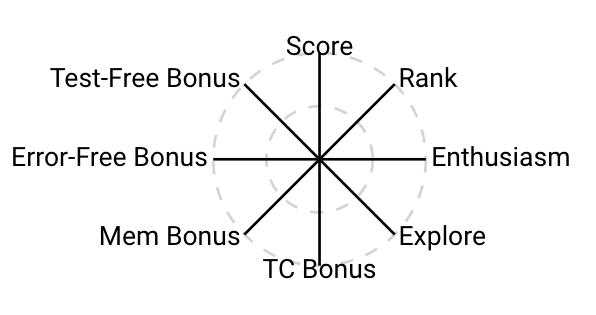 Score
Test-Free Bonus
Rank
Error-Free Bonus
Enthusiasm
Mem Bonus
Explore
TC Bonus